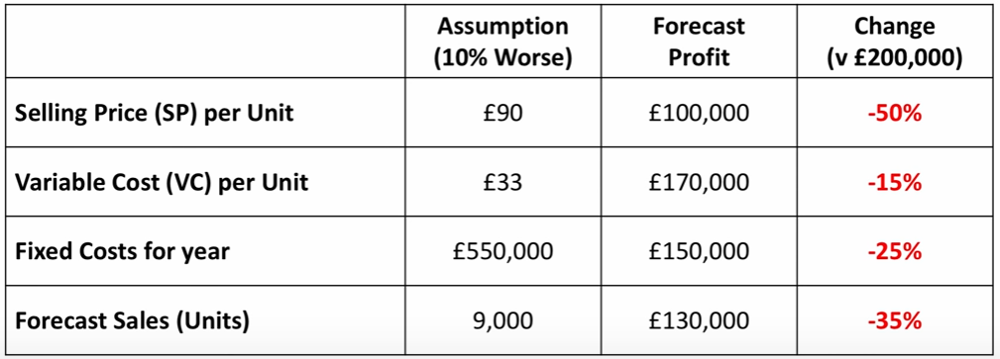 Assumption
(10% Worse)
Forecast
Profit
Change
(v £200,000)
Selling Price (SP) per Unit
£90
£100,000
-50%
Variable Cost (VC) per Unit
£33
£170,000
-15%
Fixed Costs for year
£550,000
£150,000
-25%
Forecast Sales (Units)
9,000
£130,000
-35%